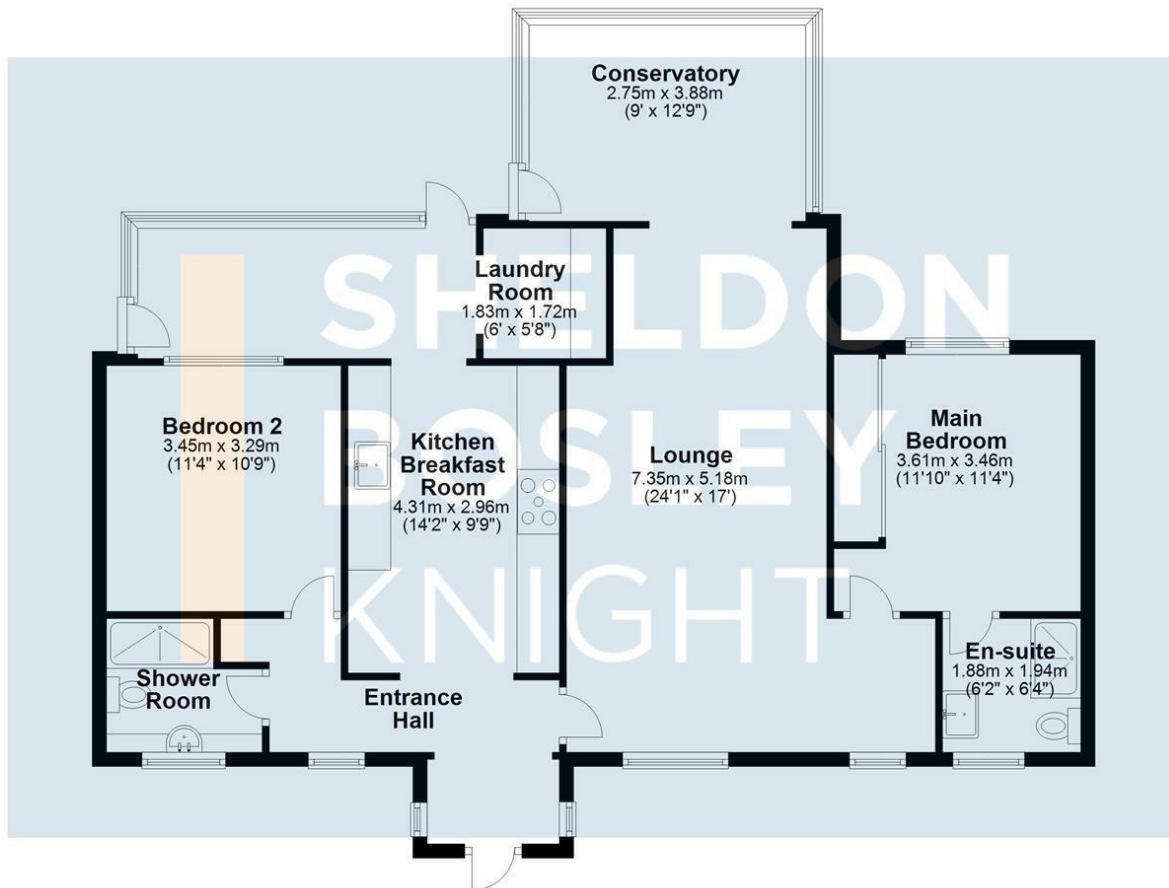 Conservatory
2.75m x 3.88m
(9' x 12'9")
Laundry
Room
1.83m x 1.72m
(6' x 5'8")
Bedroom 2
3.45m x 3.29m
(11'4" x 10'9")
Kitchen
Breakfast
Room
4.31m x 2.96m
(14'2" x 9'9")
Lounge
7.35m x 5.18m
(24'1" x 17')
Main
Bedroom
3.61m x 3.46m
(11'10" x 11'4")
Shower
Room
Entrance
Hall
En-suite
1.88m x 1.94m
(6'2" x 6'4")
SHELDON
BOSLEY
KNIGHT